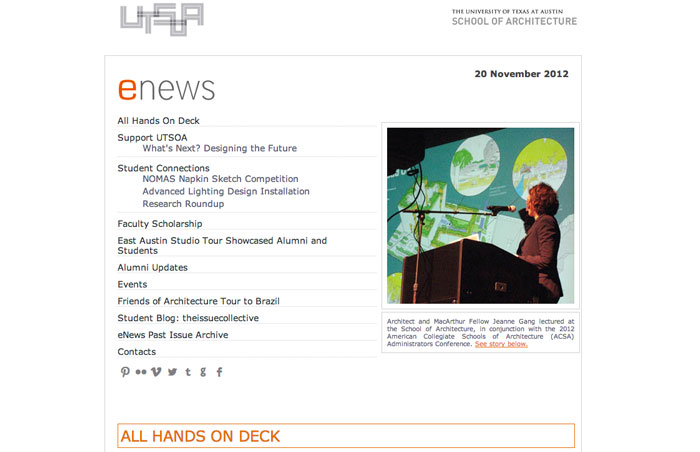 UTSOA
THE UNIVERSITY OF TEXAS AT AUSTIN
SCHOOL OF ARCHITECTURE
20 November 2012
enews
All Hands On Deck
Support UTSOA
What's Next? Designing the Future
Student Connections
NOMAS Napkin Sketch Competition
Advanced Lighting Design Installation
Research Roundup
Faculty Scholarship
East Austin Studio Tour Showcased Alumni and
Students
Alumni Updates
Events
Friends of Architecture Tour to Brazil
Student Blog: theissuecollective
eNews Past Issue Archive
Contacts
Architect and MacArthur Fellow Jeanne Gang lectured at
the School of Architecture, in conjunction with the 2012
American Collegiate Schools of Architecture (ACSA)
Administrators Conference. See story below.
ALL HANDS ON DECK